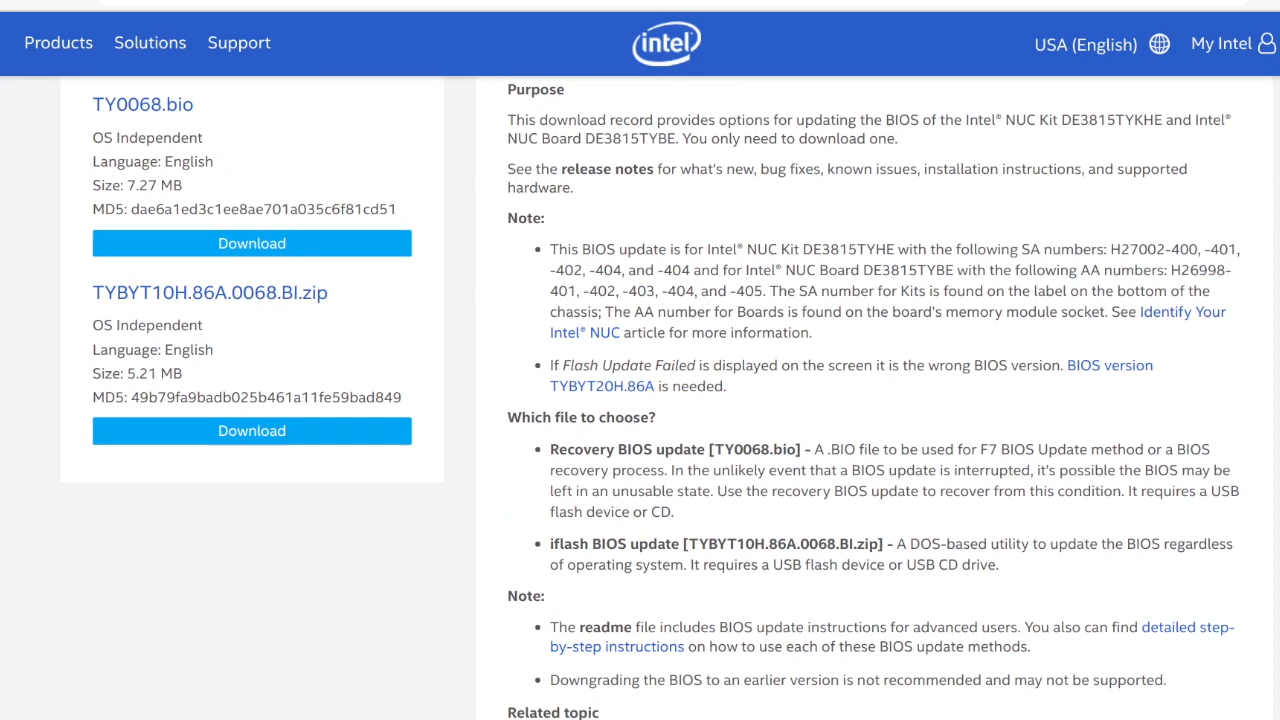 Products Solutions Support intel USA (English) My Intel
TY0068.bio
OS Independent
Language: English
Size: 7.27 MB
MD5: dae6a1ed3c1ee8ae701a035c6f81cd51
Download
TYBYT10H.86A.0068.BI.zip
OS Independent
Language: English
Size: 5.21 MB
MD5: 49b79fa9badb025b461a11fe59bad849
Download
Purpose
This download record provides options for updating the BIOS of the Intel® NUC Kit DE3815TYKHE and Intel®
NUC Board DE3815TYBE. You only need to download one.
See the release notes for what's new, bug fixes, known issues, installation instructions, and supported
hardware.
Note:
• This BIOS update is for Intel® NUC Kit DE3815TYHE with the following SA numbers: H27002-400, -401,
-402, -404, and -404 and for Intel® NUC Board DE3815TYBE with the following AA numbers: H26998-
401, -402, -403, -404, and -405. The SA number for Kits is found on the label on the bottom of the
chassis; The AA number for Boards is found on the board's memory module socket. See Identify Your
Intel® NUC article for more information.
• If Flash Update Failed is displayed on the screen it is the wrong BIOS version. BIOS version
TYBYT20H.86A is needed.
Which file to choose?
• Recovery BIOS update [TY0068.bio] - A .BIO file to be used for F7 BIOS Update method or a BIOS
recovery process. In the unlikely event that a BIOS update is interrupted, it's possible the BIOS may be
left in an unusable state. Use the recovery BIOS update to recover from this condition. It requires a USB
flash device or CD.
• iflash BIOS update [TYBYT10H.86A.0068.BI.zip] - A DOS-based utility to update the BIOS regardless
of operating system. It requires a USB flash device or USB CD drive.
Note:
• The readme file includes BIOS update instructions for advanced users. You also can find detailed step-
by-step instructions on how to use each of these BIOS update methods.
• Downgrading the BIOS to an earlier version is not recommended and may not be supported.
Related topic